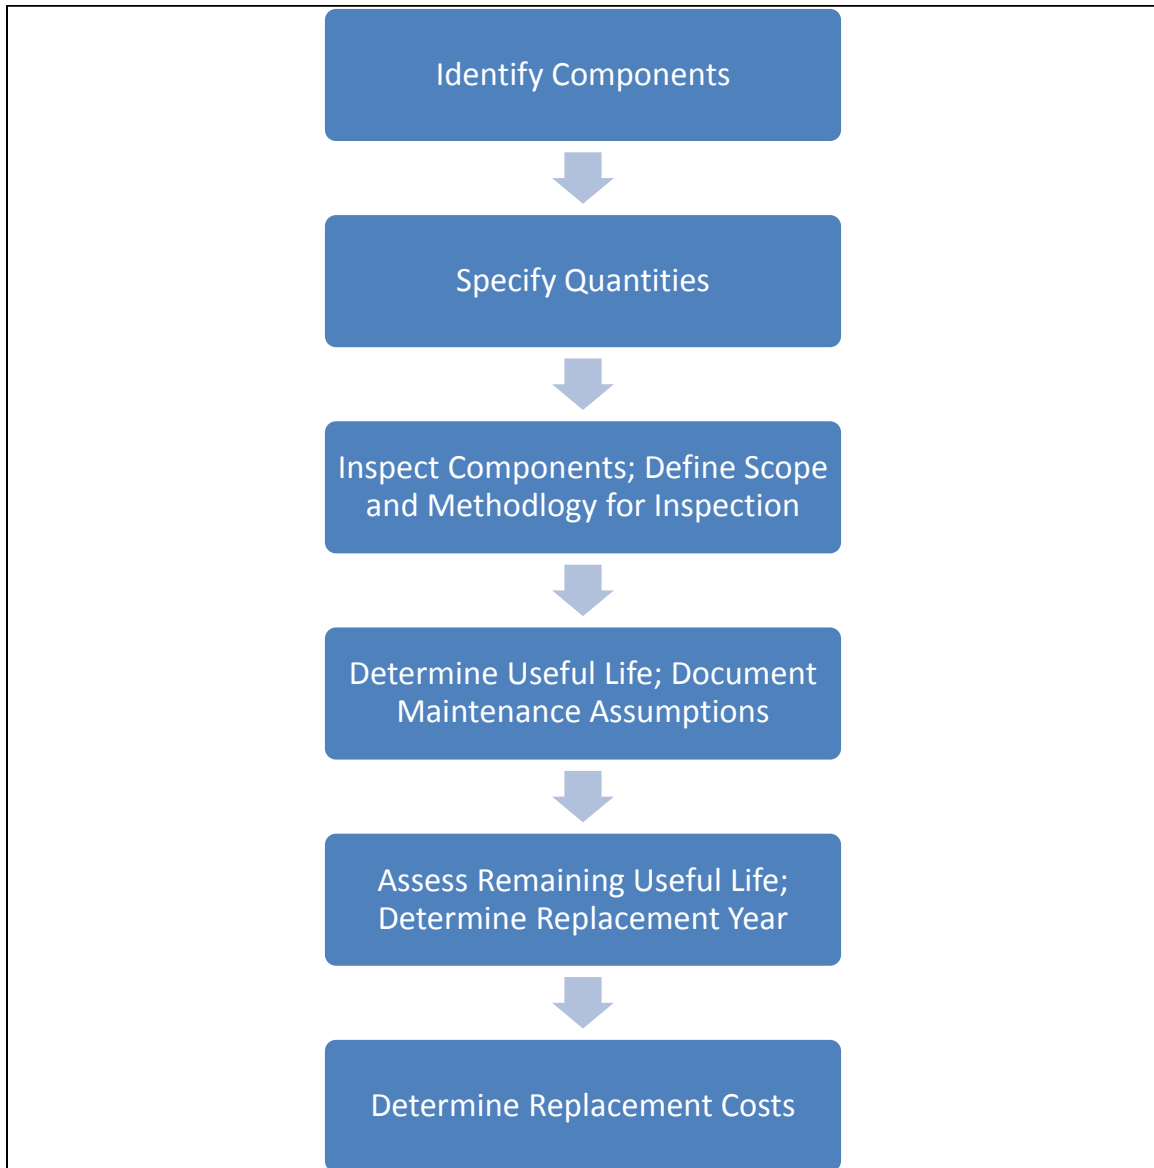 Identify Components
Specify Quantities
Inspect Components; Define Scope
and Methodlogy for Inspection
Determine Useful Life; Document
Maintenance Assumptions
Assess Remaining Useful Life;
Determine Replacement Year
Determine Replacement Costs